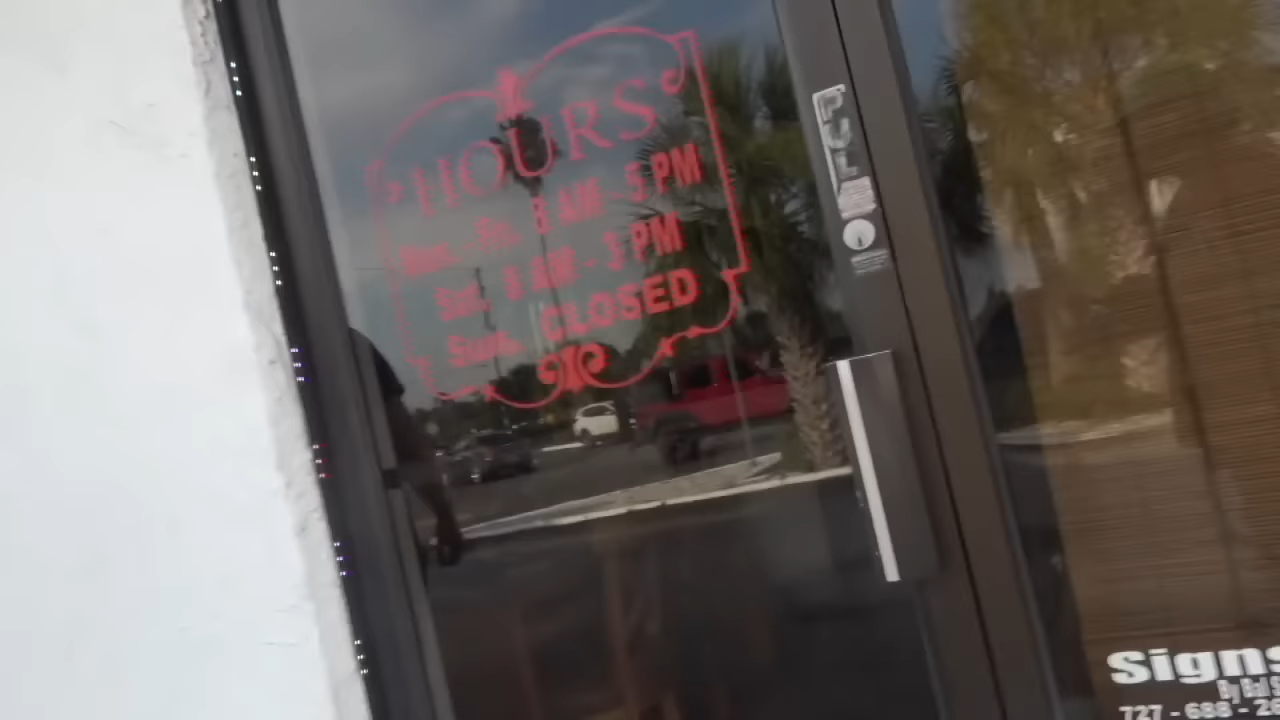 HOURS
Mon. - Fri. 8 AM - 5 PM
Sat. 8 AM - 3 PM
Sun. CLOSED
PULL
Signs
727 - 688 -